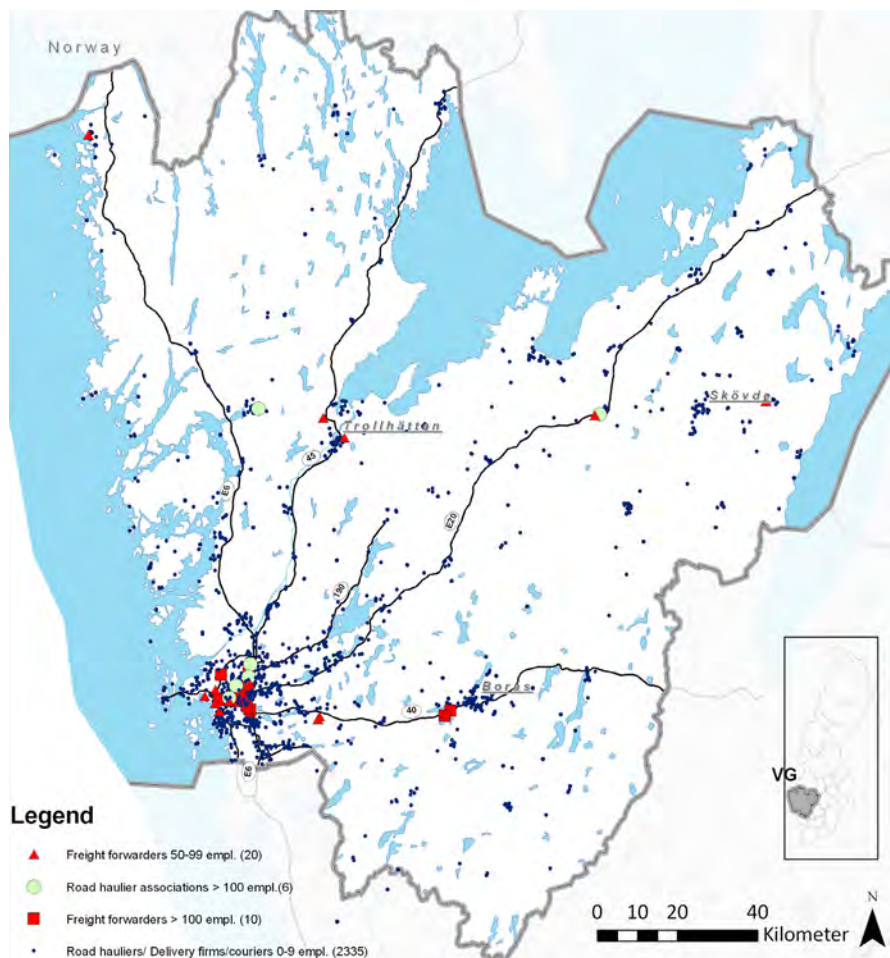 Norway
Skövde
Trollhättan
45
E6
E20
190
Borås
40
E6
VG
Legend
Freight forwarders 50-99 empl. (20)
Road haulier associations > 100 empl.(6)
Freight forwarders > 100 empl. (10)
Road hauliers/ Delivery firms/couriers 0-9 empl. (2335)
0 5 10 20 30 40
Kilometer
N